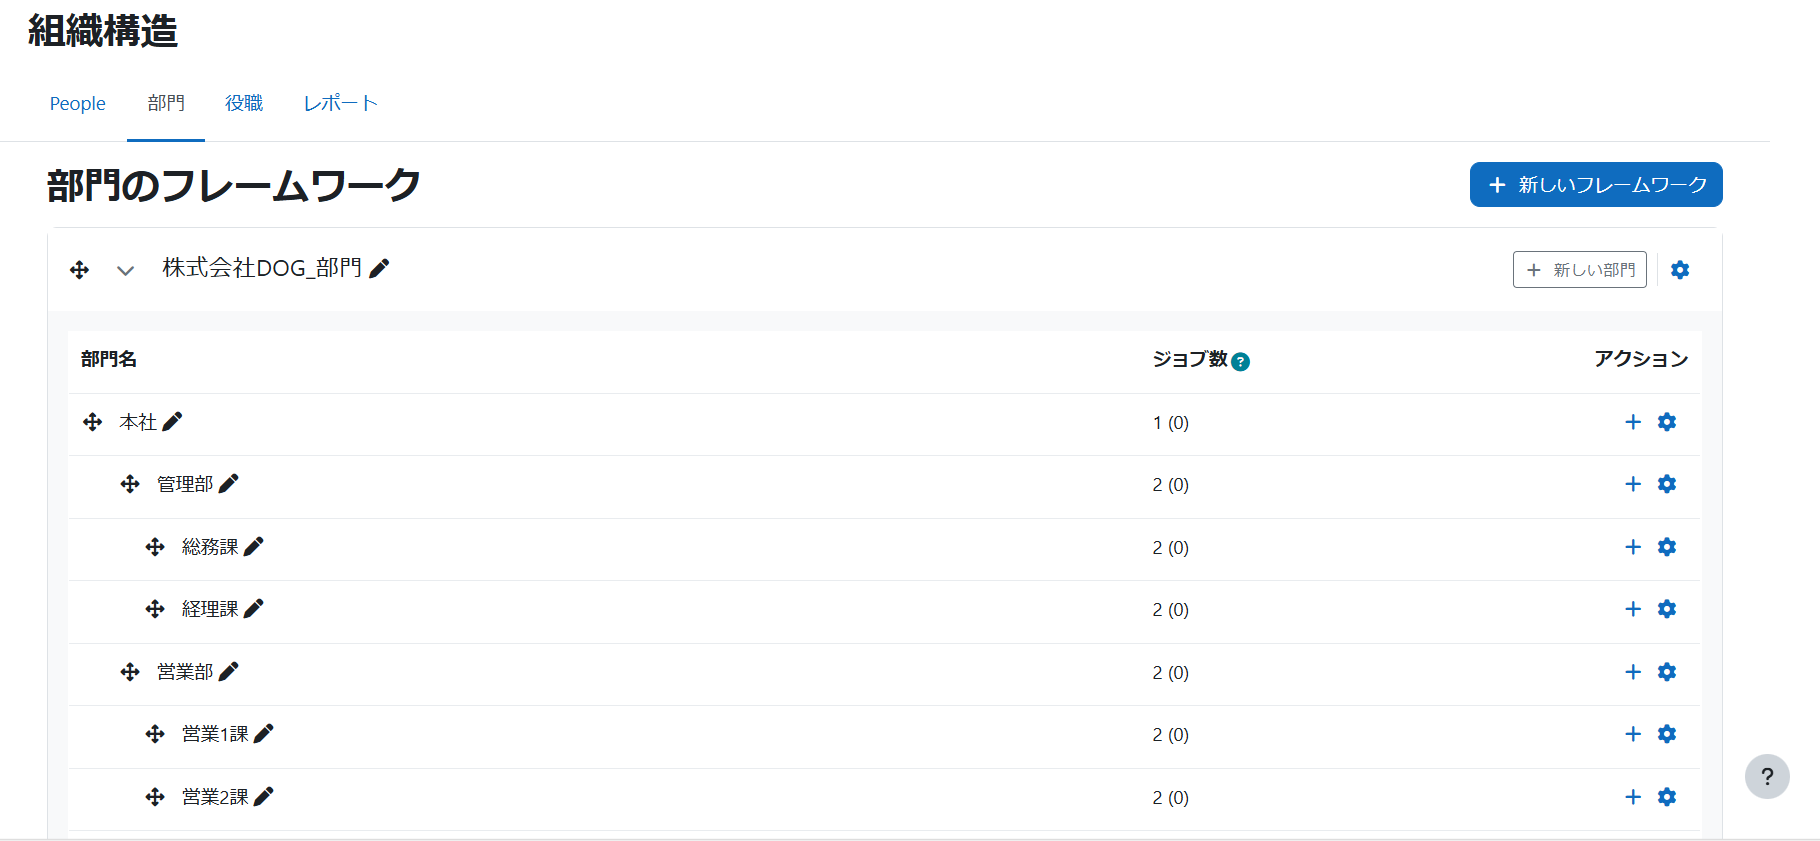 組織構造
People 部門 役職 レポート
部門のフレームワーク
+ 新しいフレームワーク
株式会社DOG_部門
+ 新しい部門
部門名 ジョブ数 ? アクション
本社 1 (0) +
管理部 2 (0) +
総務課 2 (0) +
経理課 2 (0) +
営業部 2 (0) +
営業1課 2 (0) +
営業2課 2 (0) +
?